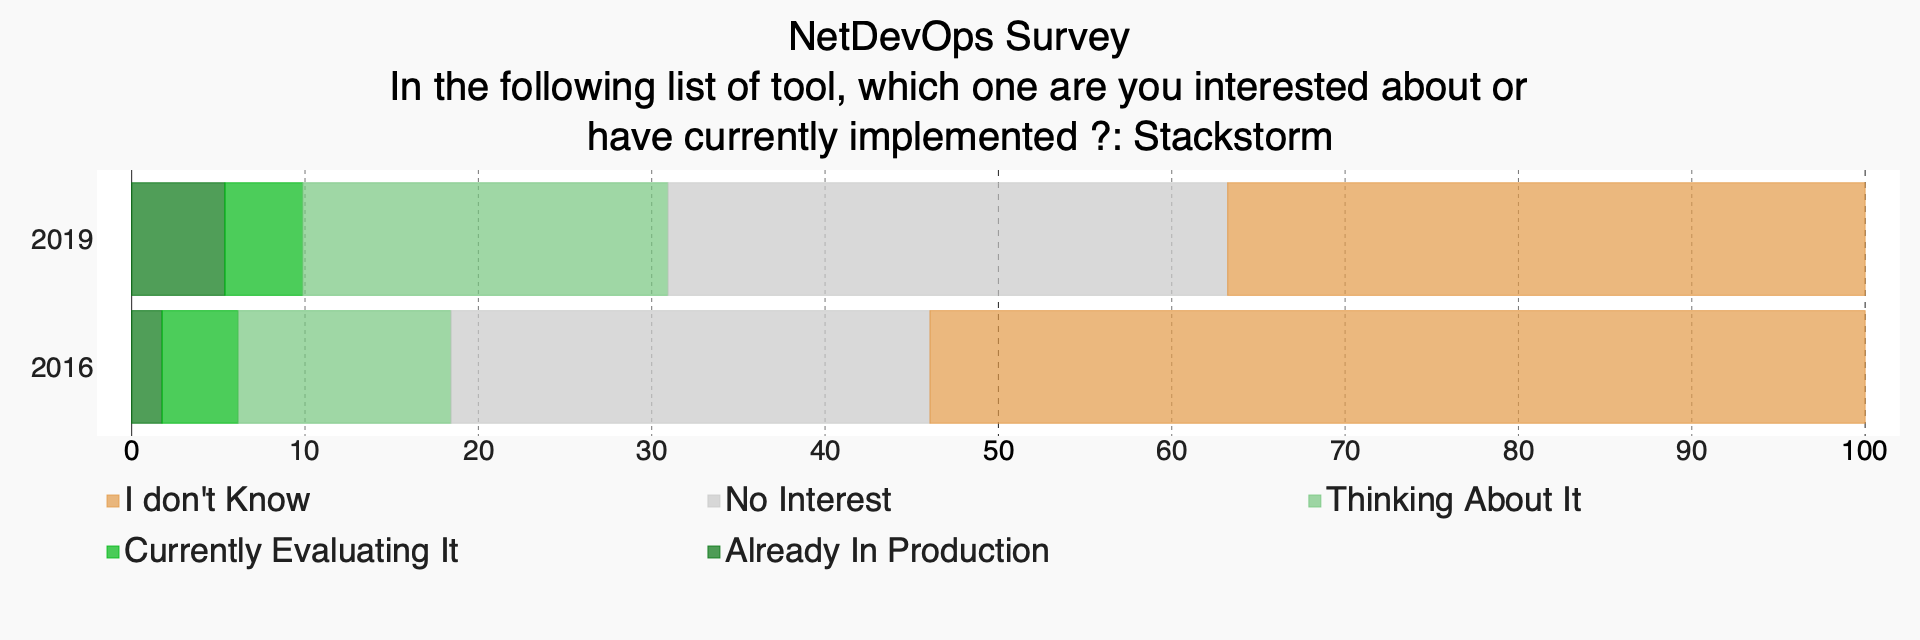 NetDevOps Survey
In the following list of tool, which one are you interested about or
have currently implemented ?: Stackstorm
2019
2016
0 10 20 30 40 50 60 70 80 90 100
I don't Know No Interest Thinking About It
Currently Evaluating It Already In Production